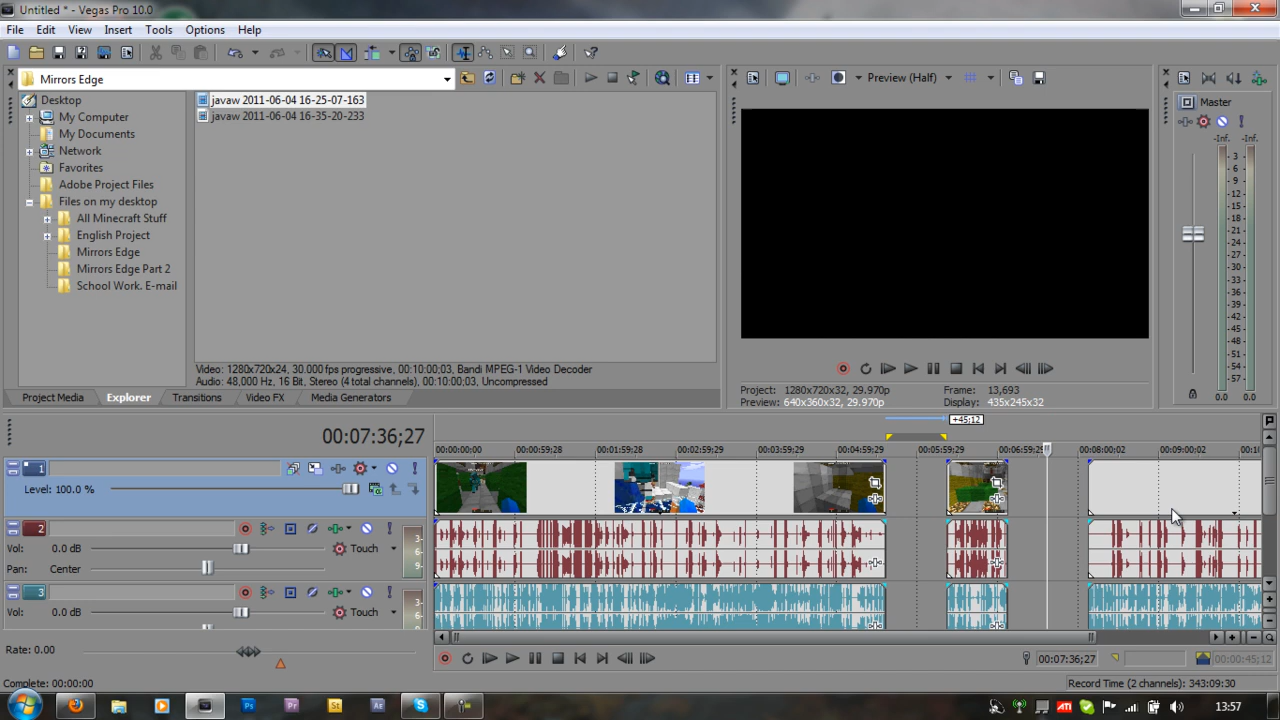 Untitled * - Vegas Pro 10.0
File Edit View Insert Tools Options Help
Mirrors Edge
Desktop
My Computer
My Documents
Network
Favorites
Adobe Project Files
Files on my desktop
All Minecraft Stuff
English Project
Mirrors Edge
Mirrors Edge Part 2
School Work. E-mail
javaw 2011-06-04 16-25-07-163
javaw 2011-06-04 16-35-20-233
Video: 1280x720x24, 30.000 fps progressive, 00:10:00;03, Bandi MPEG-1 Video Decoder
Audio: 48,000 Hz, 16 Bit, Stereo (4 total channels), 00:10:00;03, Uncompressed
Project Media Explorer Transitions Video FX Media Generators
Preview (Half)
Project: 1280x720x32, 29.970p Frame: 13,693
Preview: 640x360x32, 29.970p Display: 435x245x32
Master
-Inf. -Inf.
3
6
9
12
15
18
21
24
27
30
33
36
39
42
45
48
51
54
57
0.0 0.0
00:07:36;27
+45;12
00:00:00;00 00:00:59;28 00:01:59;28 00:02:59;29 00:03:59;29 00:04:59;29 00:05:59;29 00:06:59;29 00:08:00;02 00:09:00;02
1
Level: 100.0 %
2
Vol: 0.0 dB Touch
Pan: Center
3
Vol: 0.0 dB Touch
Rate: 0.00
00:07:36;27 00:00:45;12
Complete: 00:00:00
Record Time (2 channels): 343:09:30
Ps Pr St Ae
ATI
13:57